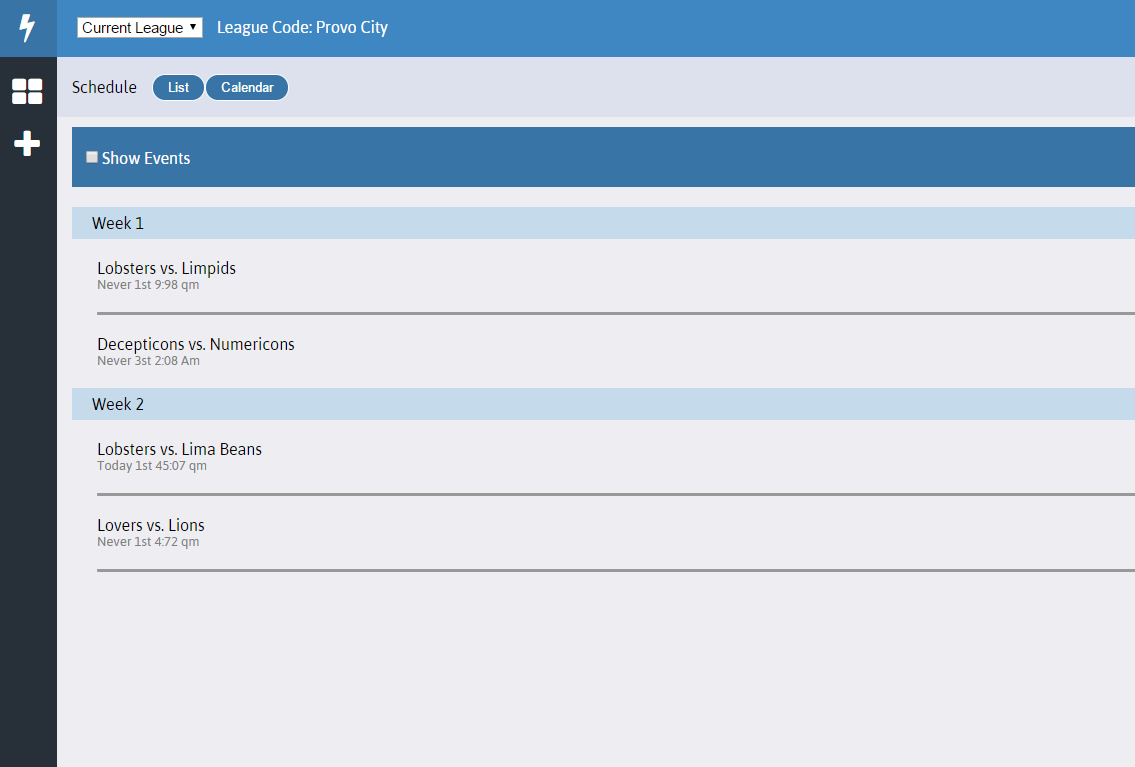 Current League League Code: Provo City
Schedule List Calendar
Show Events
Week 1
Lobsters vs. Limpids
Never 1st 9:98 qm
Decepticons vs. Numericons
Never 3st 2:08 Am
Week 2
Lobsters vs. Lima Beans
Today 1st 45:07 qm
Lovers vs. Lions
Never 1st 4:72 qm